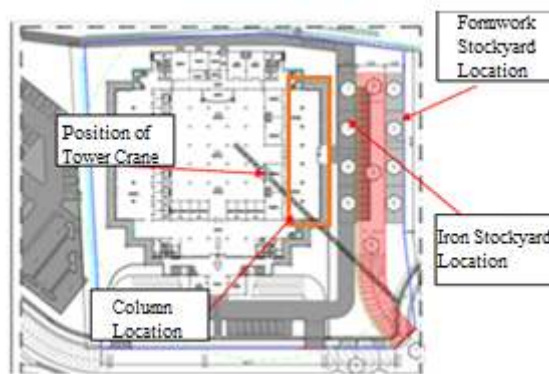 Formwork
Stockyard
Location
Position of
Tower Crane
Iron Stockyard
Location
Column
Location